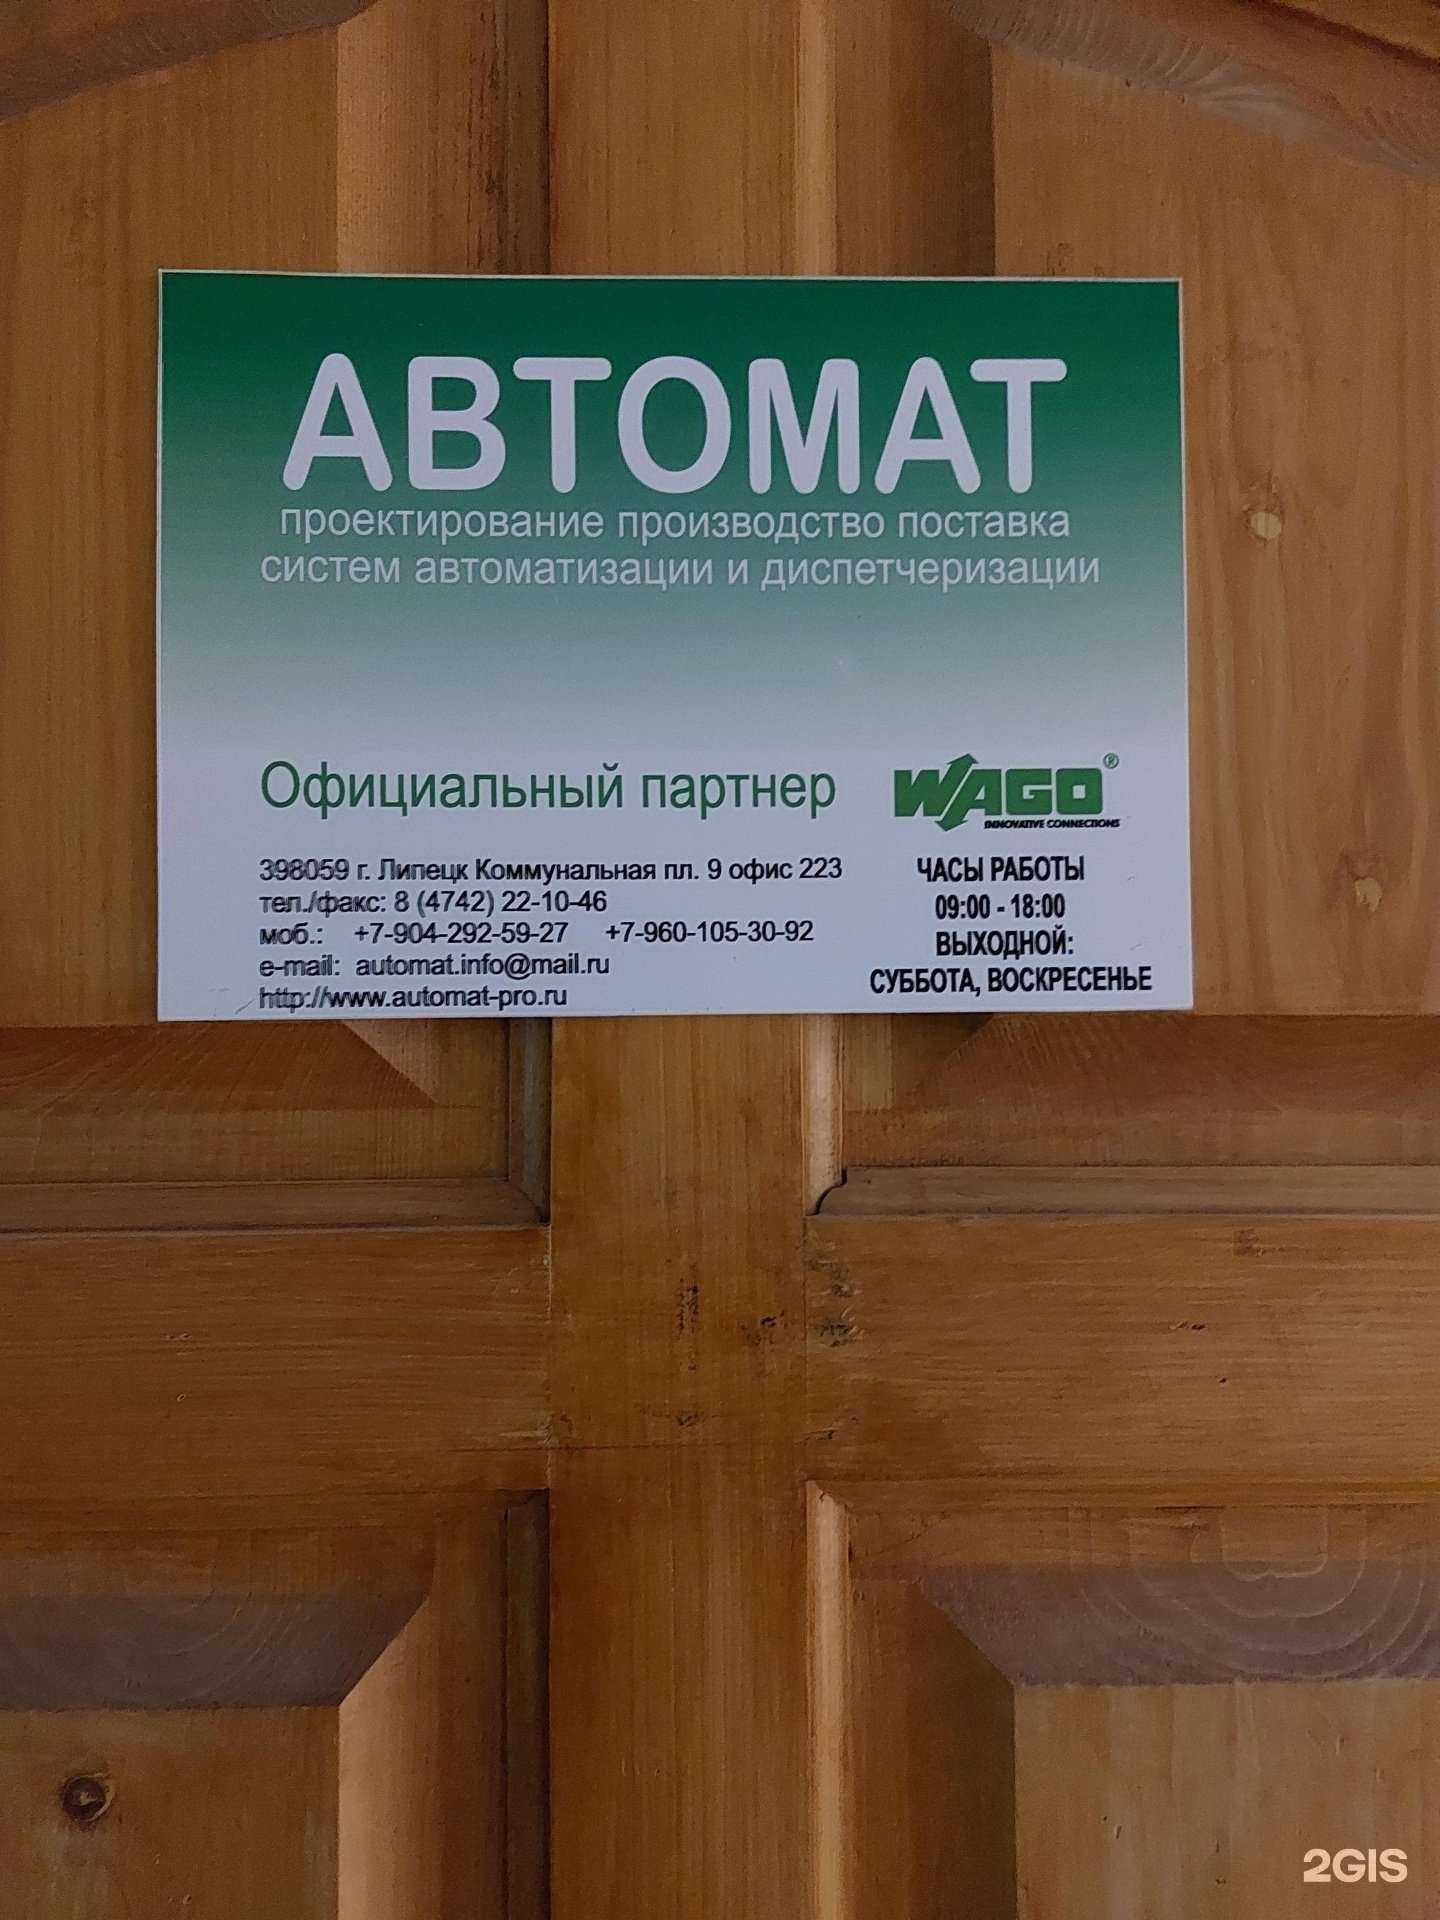 АВТОМАТ
проектирование производство поставка
систем автоматизации и диспетчеризации
Официальный партнер
WAGO®
INNOVATIVE CONNECTIONS
398059 г. Липецк Коммунальная пл. 9 офис 223
тел./факс: 8 (4742) 22-10-46
моб.: +7-904-292-59-27 +7-960-105-30-92
e-mail: automat.info@mail.ru
http://www.automat-pro.ru
ЧАСЫ РАБОТЫ
09:00 - 18:00
ВЫХОДНОЙ:
СУББОТА, ВОСКРЕСЕНЬЕ
2GIS